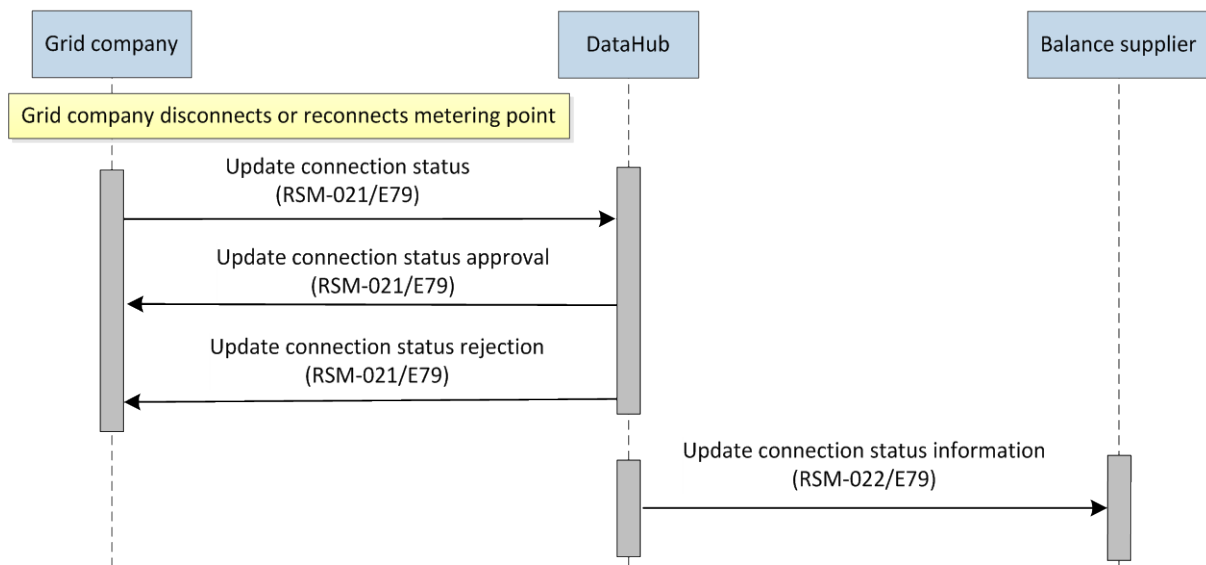 Grid company
DataHub
Balance supplier
Grid company disconnects or reconnects metering point
Update connection status
(RSM-021/E79)
Update connection status approval
(RSM-021/E79)
Update connection status rejection
(RSM-021/E79)
Update connection status information
(RSM-022/E79)